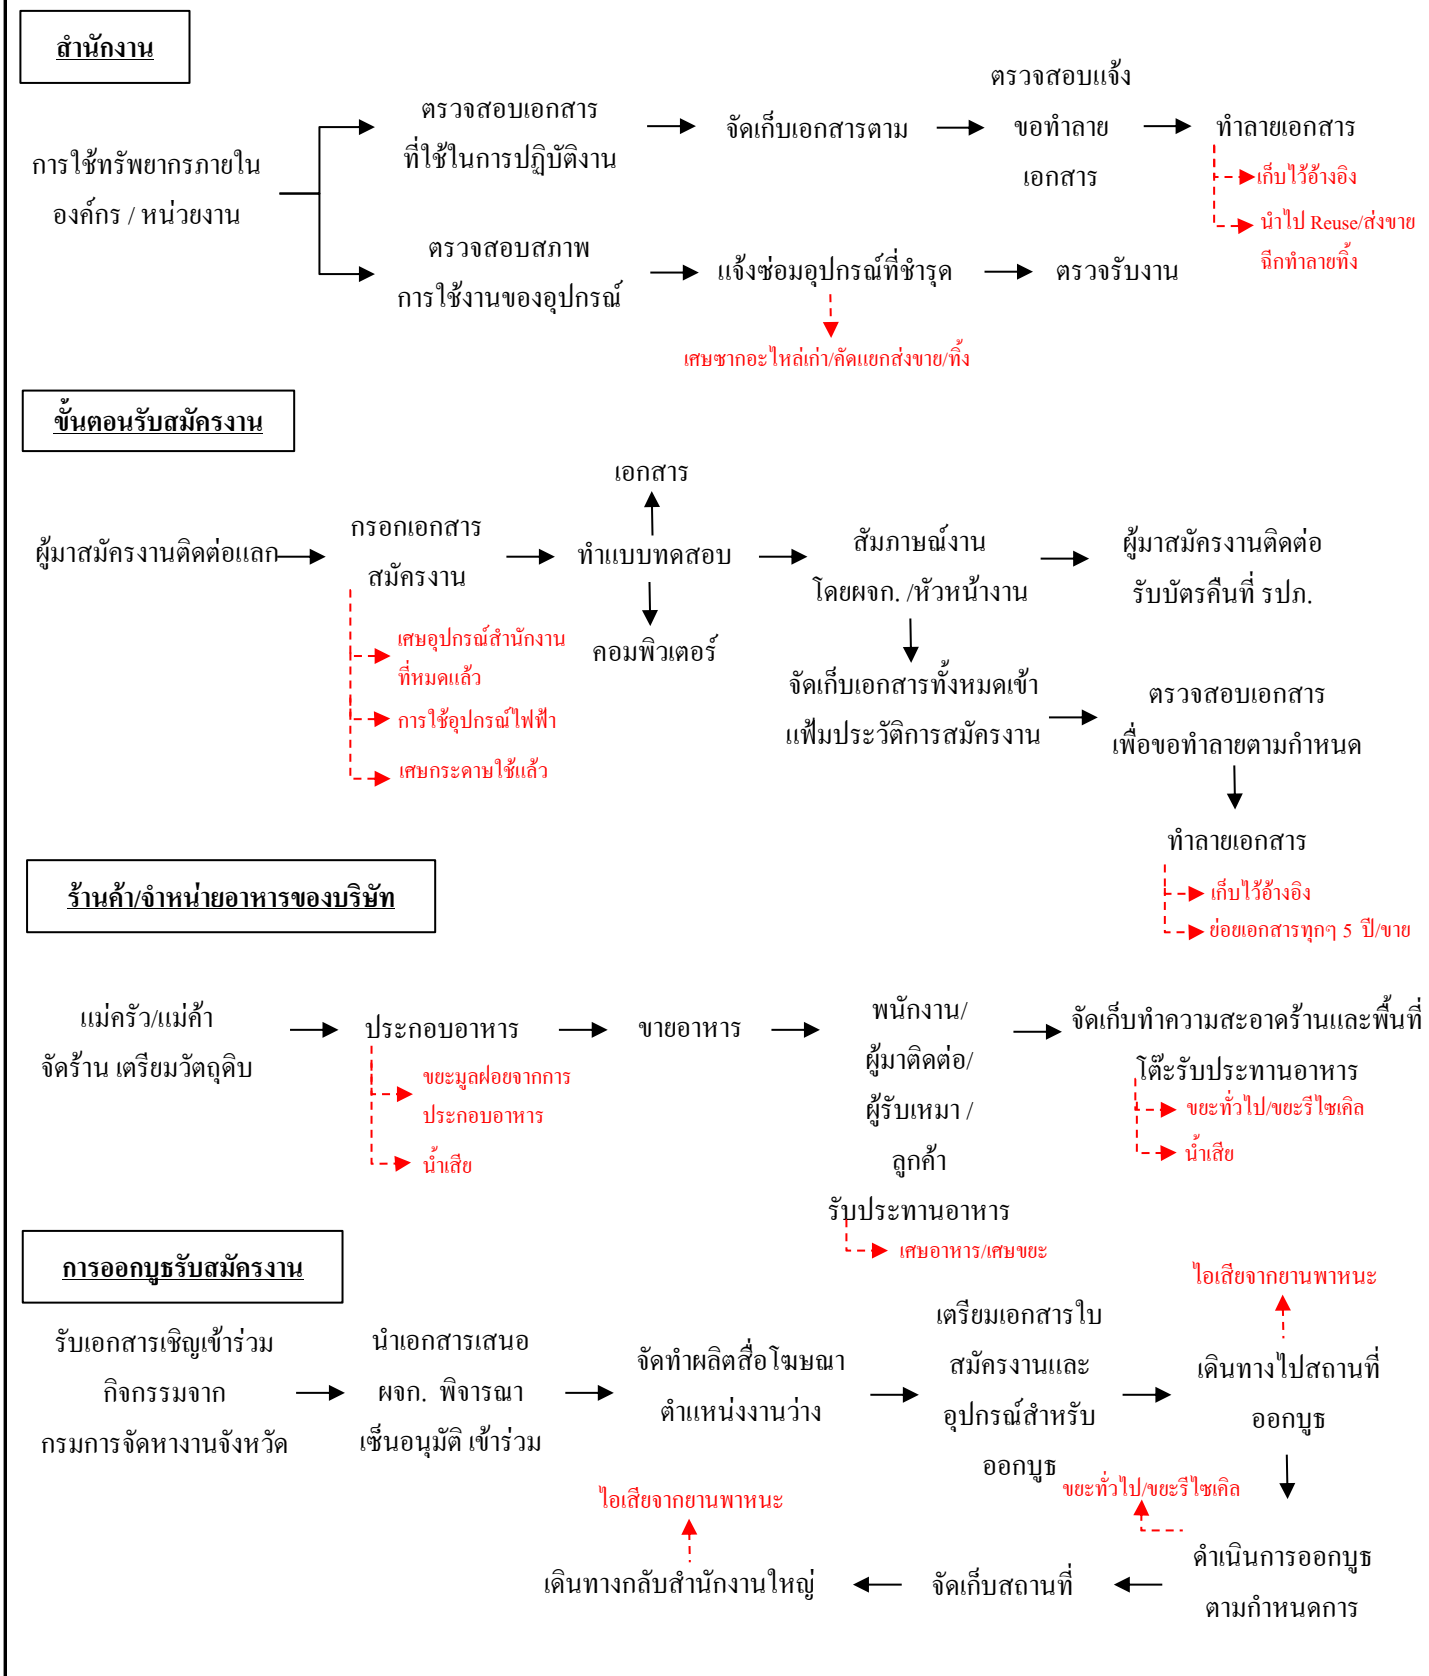 สำนักงาน
การใช้ทรัพยากรภายใน
องค์กร / หน่วยงาน
ตรวจสอบเอกสาร
ที่ใช้ในการปฏิบัติงาน
จัดเก็บเอกสารตาม
ตรวจสอบแจ้ง
ขอทำลาย
เอกสาร
ทำลายเอกสาร
เก็บไว้อ้างอิง
นำไป Reuse/ส่งขาย
ฉีกทำลายทิ้ง
ตรวจสอบสภาพ
การใช้งานของอุปกรณ์
แจ้งซ่อมอุปกรณ์ที่ชำรุด
ตรวจรับงาน
เศษซากอะไหล่เก่า/คัดแยกส่งขาย/ทิ้ง
ขั้นตอนรับสมัครงาน
ผู้มาสมัครงานติดต่อแลก
กรอกเอกสาร
สมัครงาน
เศษอุปกรณ์สำนักงาน
ที่หมดแล้ว
การใช้อุปกรณ์ไฟฟ้า
เศษกระดาษใช้แล้ว
เอกสาร
ทำแบบทดสอบ
คอมพิวเตอร์
สัมภาษณ์งาน
โดยผจก. /หัวหน้างาน
ผู้มาสมัครงานติดต่อ
รับบัตรคืนที่ รปภ.
จัดเก็บเอกสารทั้งหมดเข้า
แฟ้มประวัติการสมัครงาน
ตรวจสอบเอกสาร
เพื่อขอทำลายตามกำหนด
ทำลายเอกสาร
เก็บไว้อ้างอิง
ย่อยเอกสารทุกๆ 5 ปี/ขาย
ร้านค้า/จำหน่ายอาหารของบริษัท
แม่ครัว/แม่ค้า
จัดร้าน เตรียมวัตถุดิบ
ประกอบอาหาร
ขยะมูลฝอยจากการ
ประกอบอาหาร
น้ำเสีย
ขายอาหาร
พนักงาน/
ผู้มาติดต่อ/
ผู้รับเหมา /
ลูกค้า
รับประทานอาหาร
เศษอาหาร/เศษขยะ
จัดเก็บทำความสะอาดร้านและพื้นที่
โต๊ะรับประทานอาหาร
ขยะทั่วไป/ขยะรีไซเคิล
น้ำเสีย
การออกบูธรับสมัครงาน
รับเอกสารเชิญเข้าร่วม
กิจกรรมจาก
กรมการจัดหางานจังหวัด
นำเอกสารเสนอ
ผจก. พิจารณา
เซ็นอนุมัติ เข้าร่วม
จัดทำผลิตสื่อโฆษณา
ตำแหน่งงานว่าง
เตรียมเอกสารใบ
สมัครงานและ
อุปกรณ์สำหรับ
ออกบูธ
ไอเสียจากยานพาหนะ
เดินทางไปสถานที่
ออกบูธ
ขยะทั่วไป/ขยะรีไซเคิล
ดำเนินการออกบูธ
ตามกำหนดการ
จัดเก็บสถานที่
ไอเสียจากยานพาหนะ
เดินทางกลับสำนักงานใหญ่